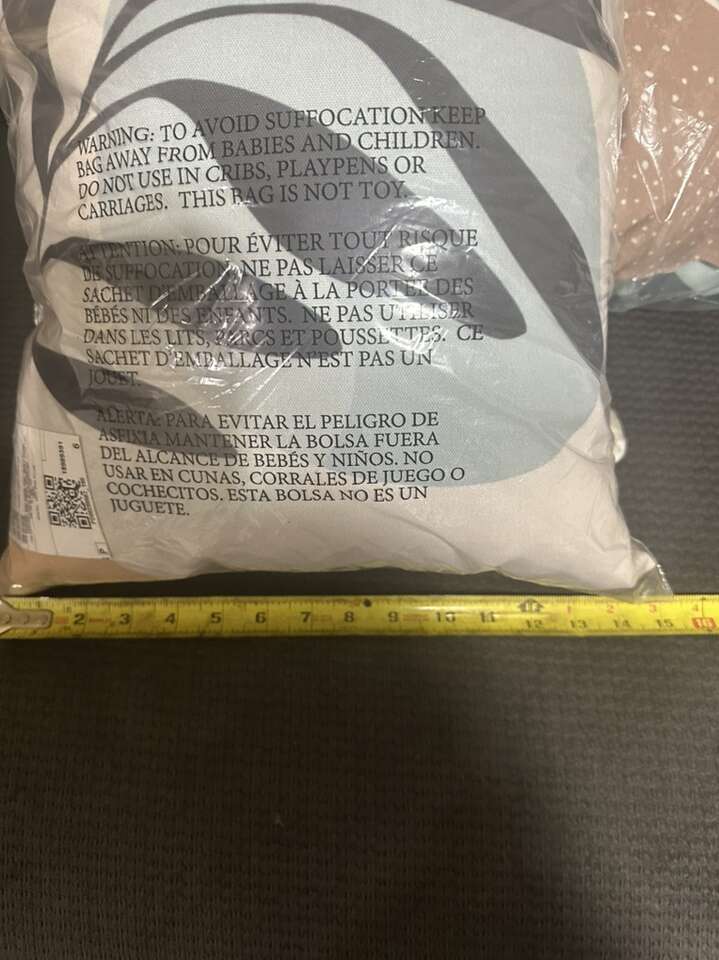 WARNING: TO AVOID SUFFOCATION KEEP
BAG AWAY FROM BABIES AND CHILDREN.
DO NOT USE IN CRIBS, PLAYPENS OR
CARRIAGES. THIS BAG IS NOT TOY.
ATTENTION: POUR ÉVITER TOUT RISQUE
DE SUFFOCATION, NE PAS LAISSER CE
SACHET D'EMBALLAGE À LA PORTÉE DES
BÉBÉS NI DES ENFANTS. NE PAS UTILISER
DANS LES LITS, PARCS ET POUSSETTES. CE
SACHET D'EMBALLAGE N'EST PAS UN
JOUET.
ALERTA: PARA EVITAR EL PELIGRO DE
ASFIXIA MANTENER LA BOLSA FUERA
DEL ALCANCE DE BEBÉS Y NIÑOS. NO
USAR EN CUNAS, CORRALES DE JUEGO O
COCHECITOS. ESTA BOLSA NO ES UN
JUGUETE.
6
1 2 3 4
2 3 4 5 6 7 8 9 10 11 12 13 14 15 16